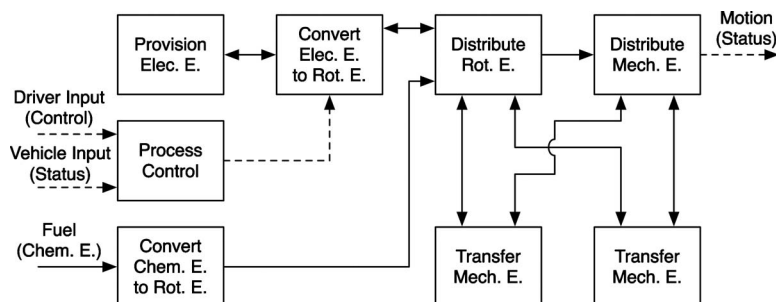 Provision
Elec. E.
Convert
Elec. E.
to Rot. E.
Distribute
Rot. E.
Distribute
Mech. E.
Motion
(Status)
Driver Input
(Control)
Vehicle Input
(Status)
Process
Control
Fuel
(Chem. E.)
Convert
Chem. E.
to Rot. E.
Transfer
Mech. E.
Transfer
Mech. E.